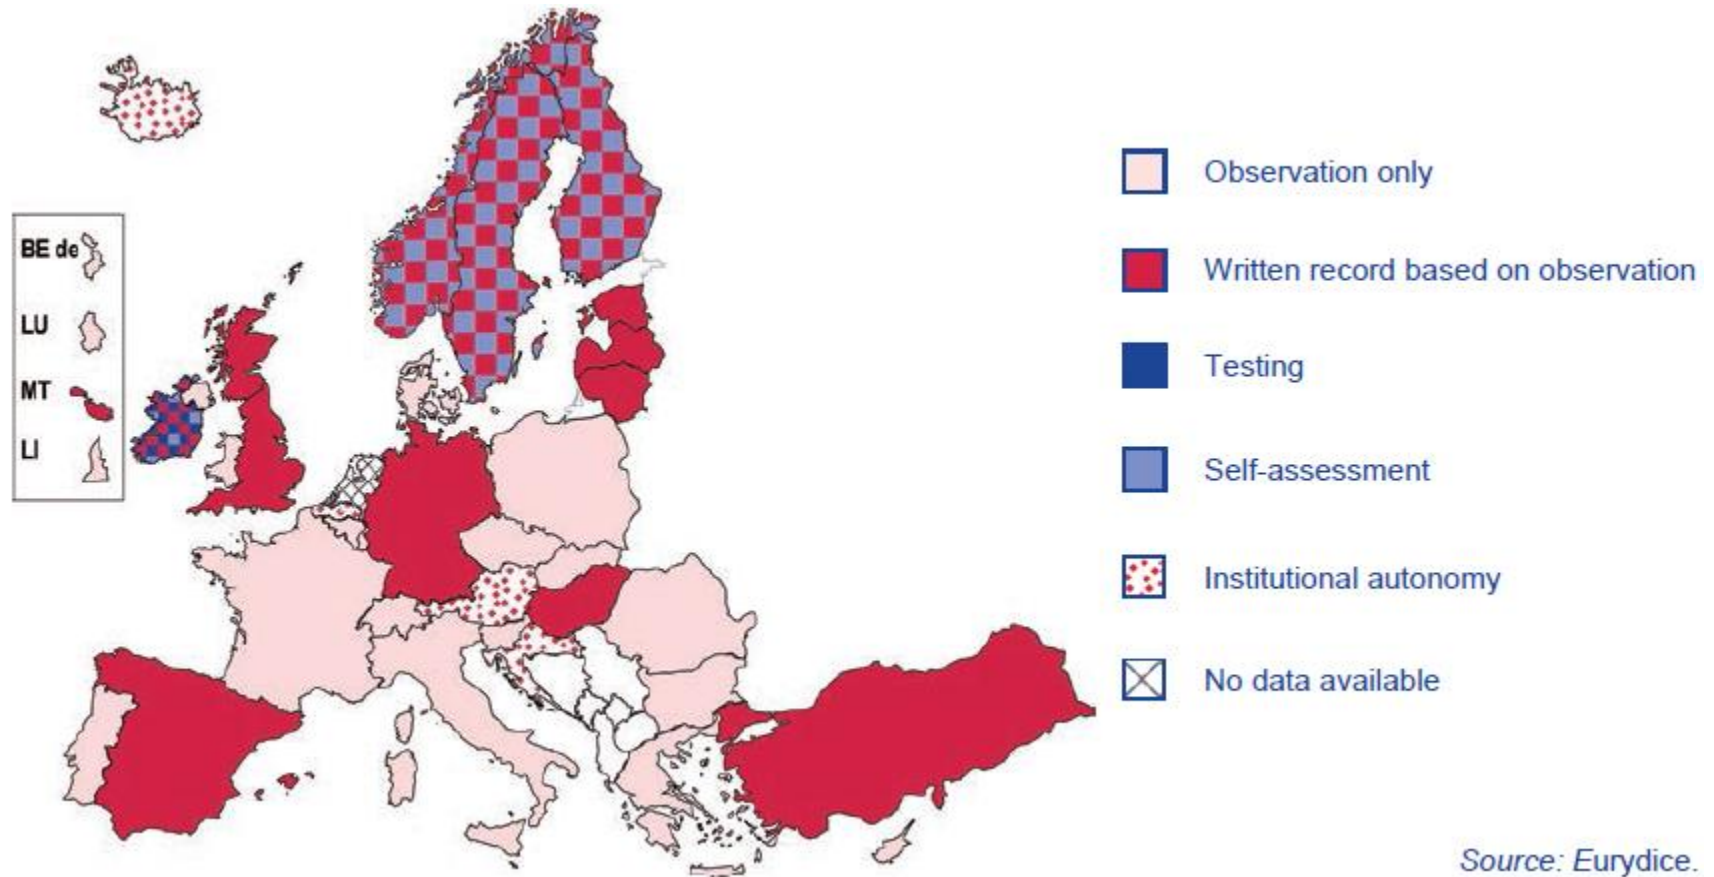 BE de
LU
MT
LI
Observation only
Written record based on observation
Testing
Self-assessment
Institutional autonomy
No data available
Source: Eurydice.